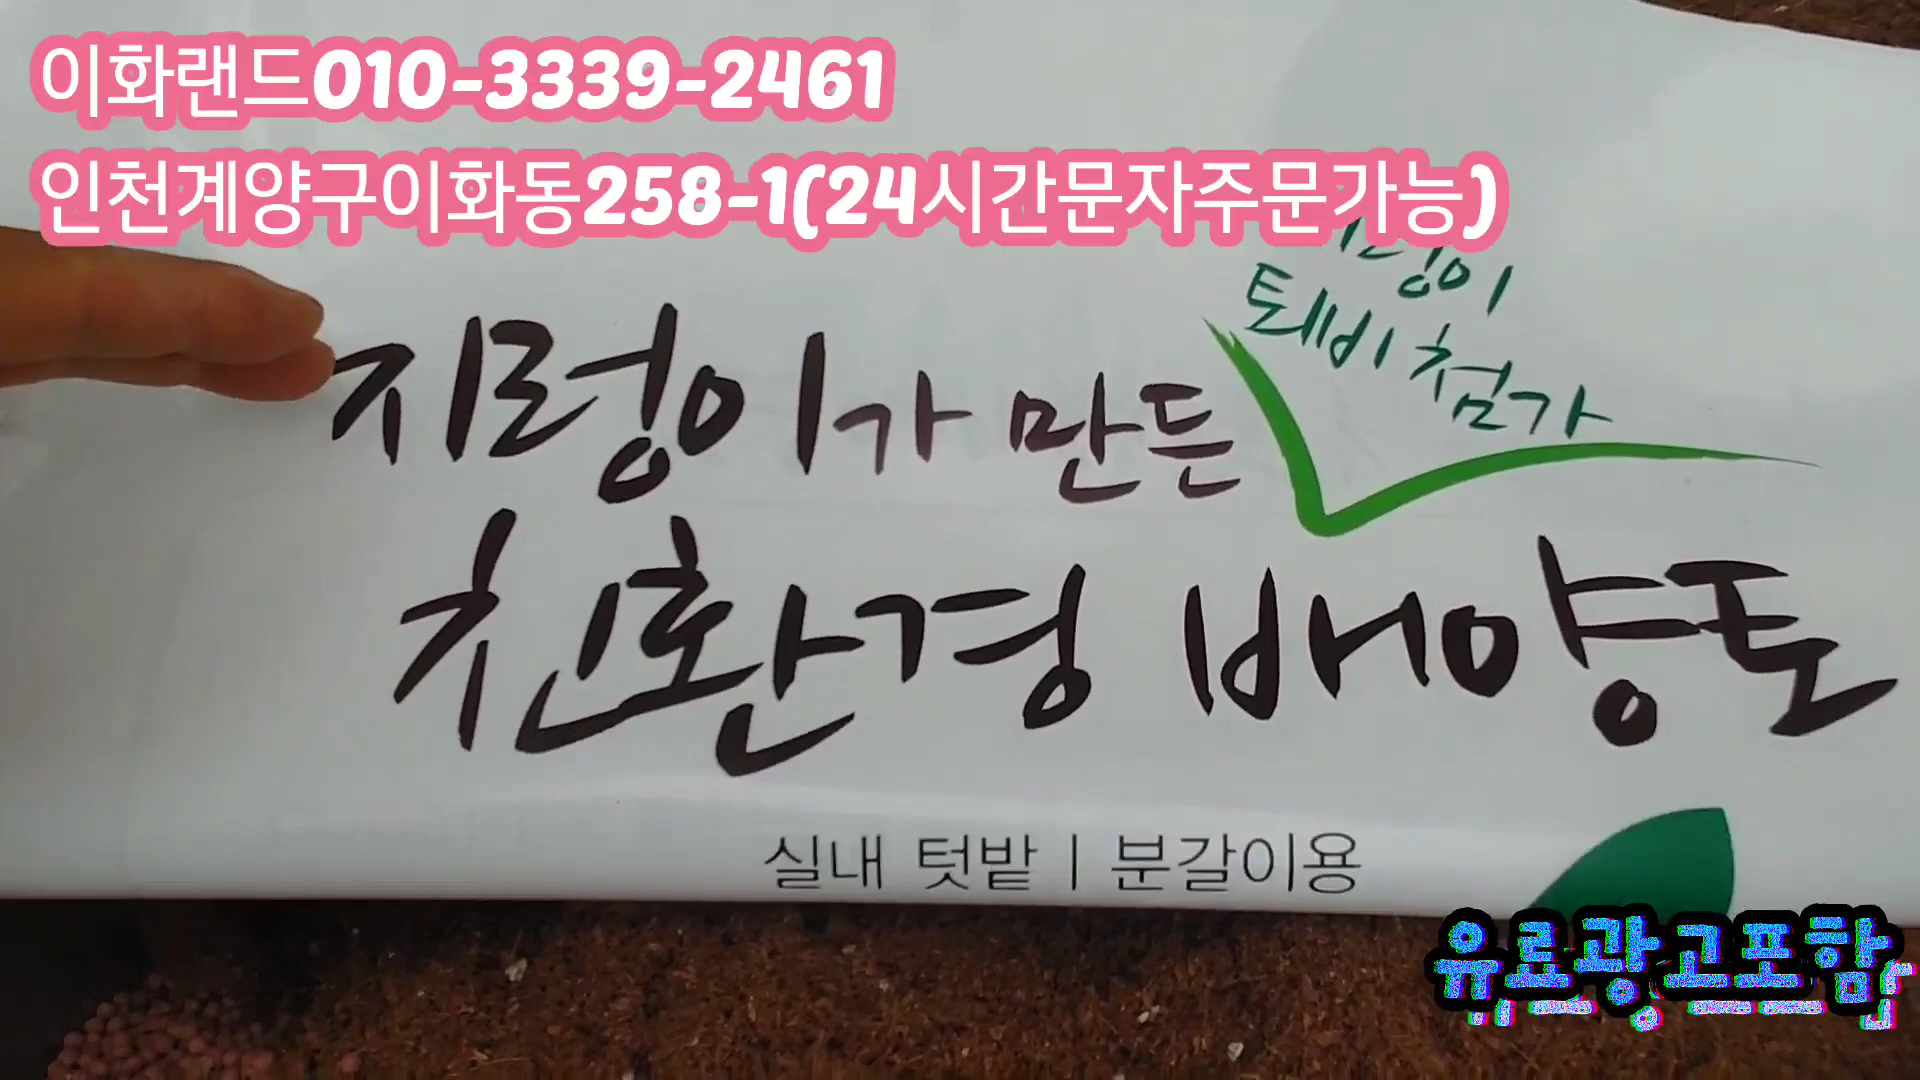 이화랜드010-3339-2461
인천계양구이화동258-1(24시간문자주문가능)
퇴비 첨가
지렁이가 만든
친환경 배양토
실내 텃밭 | 분갈이용
유료광고포함